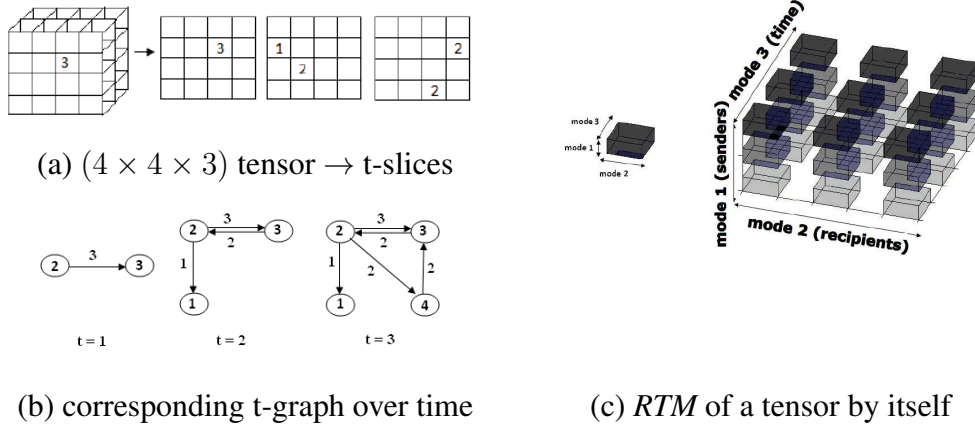 3
3
1
2
2
2
(a) (4 × 4 × 3) tensor → t-slices
2 3 3
2 3 2 3 1 1
2 3 3 2 1 2 2 1 4
t = 1
t = 2
t = 3
(b) corresponding t-graph over time
mode 3
mode 1
mode 2
mode 3 (time)
mode 1 (senders)
mode 2 (recipients)
(c) RTM of a tensor by itself